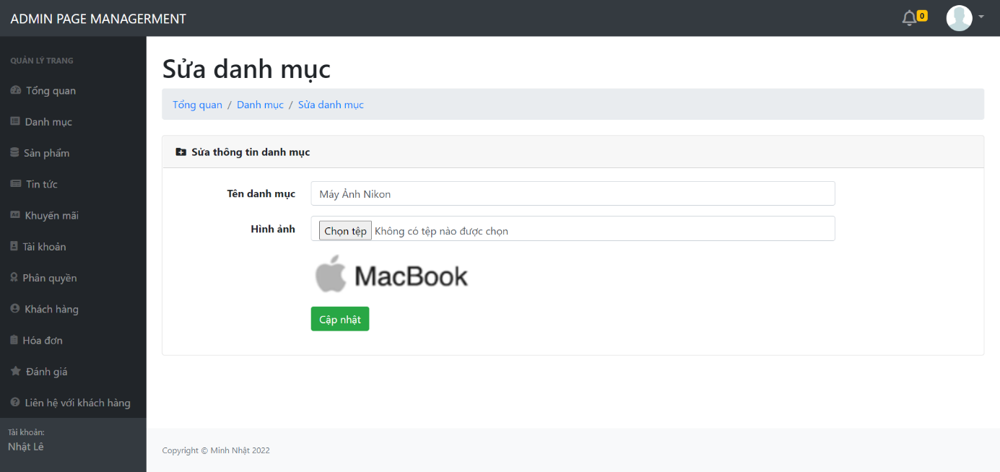 ADMIN PAGE MANAGERMENT
0
QUẢN LÝ TRANG
Tổng quan
Danh mục
Sản phẩm
Tin tức
Khuyến mãi
Tài khoản
Phân quyền
Khách hàng
Hóa đơn
Đánh giá
Liên hệ với khách hàng
Tài khoản:
Nhật Lê
Sửa danh mục
Tổng quan / Danh mục / Sửa danh mục
Sửa thông tin danh mục
Tên danh mục Máy Ảnh Nikon
Hình ảnh Chọn tệp Không có tệp nào được chọn
MacBook
Cập nhật
Copyright © Minh Nhật 2022